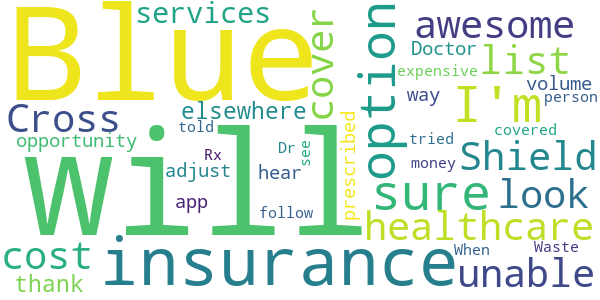 Blue
services
cover
option
awesome
Doctor
list
expensive
volume
way
I'm
person
Cross
elsewhere
told
opportunity
prescribed
covered
tried
will
Rx
Dr
see
Shield
adjust
hear
money
sure
look
app
follow
healthcare
cost
insurance
When
Waste
unable
thank